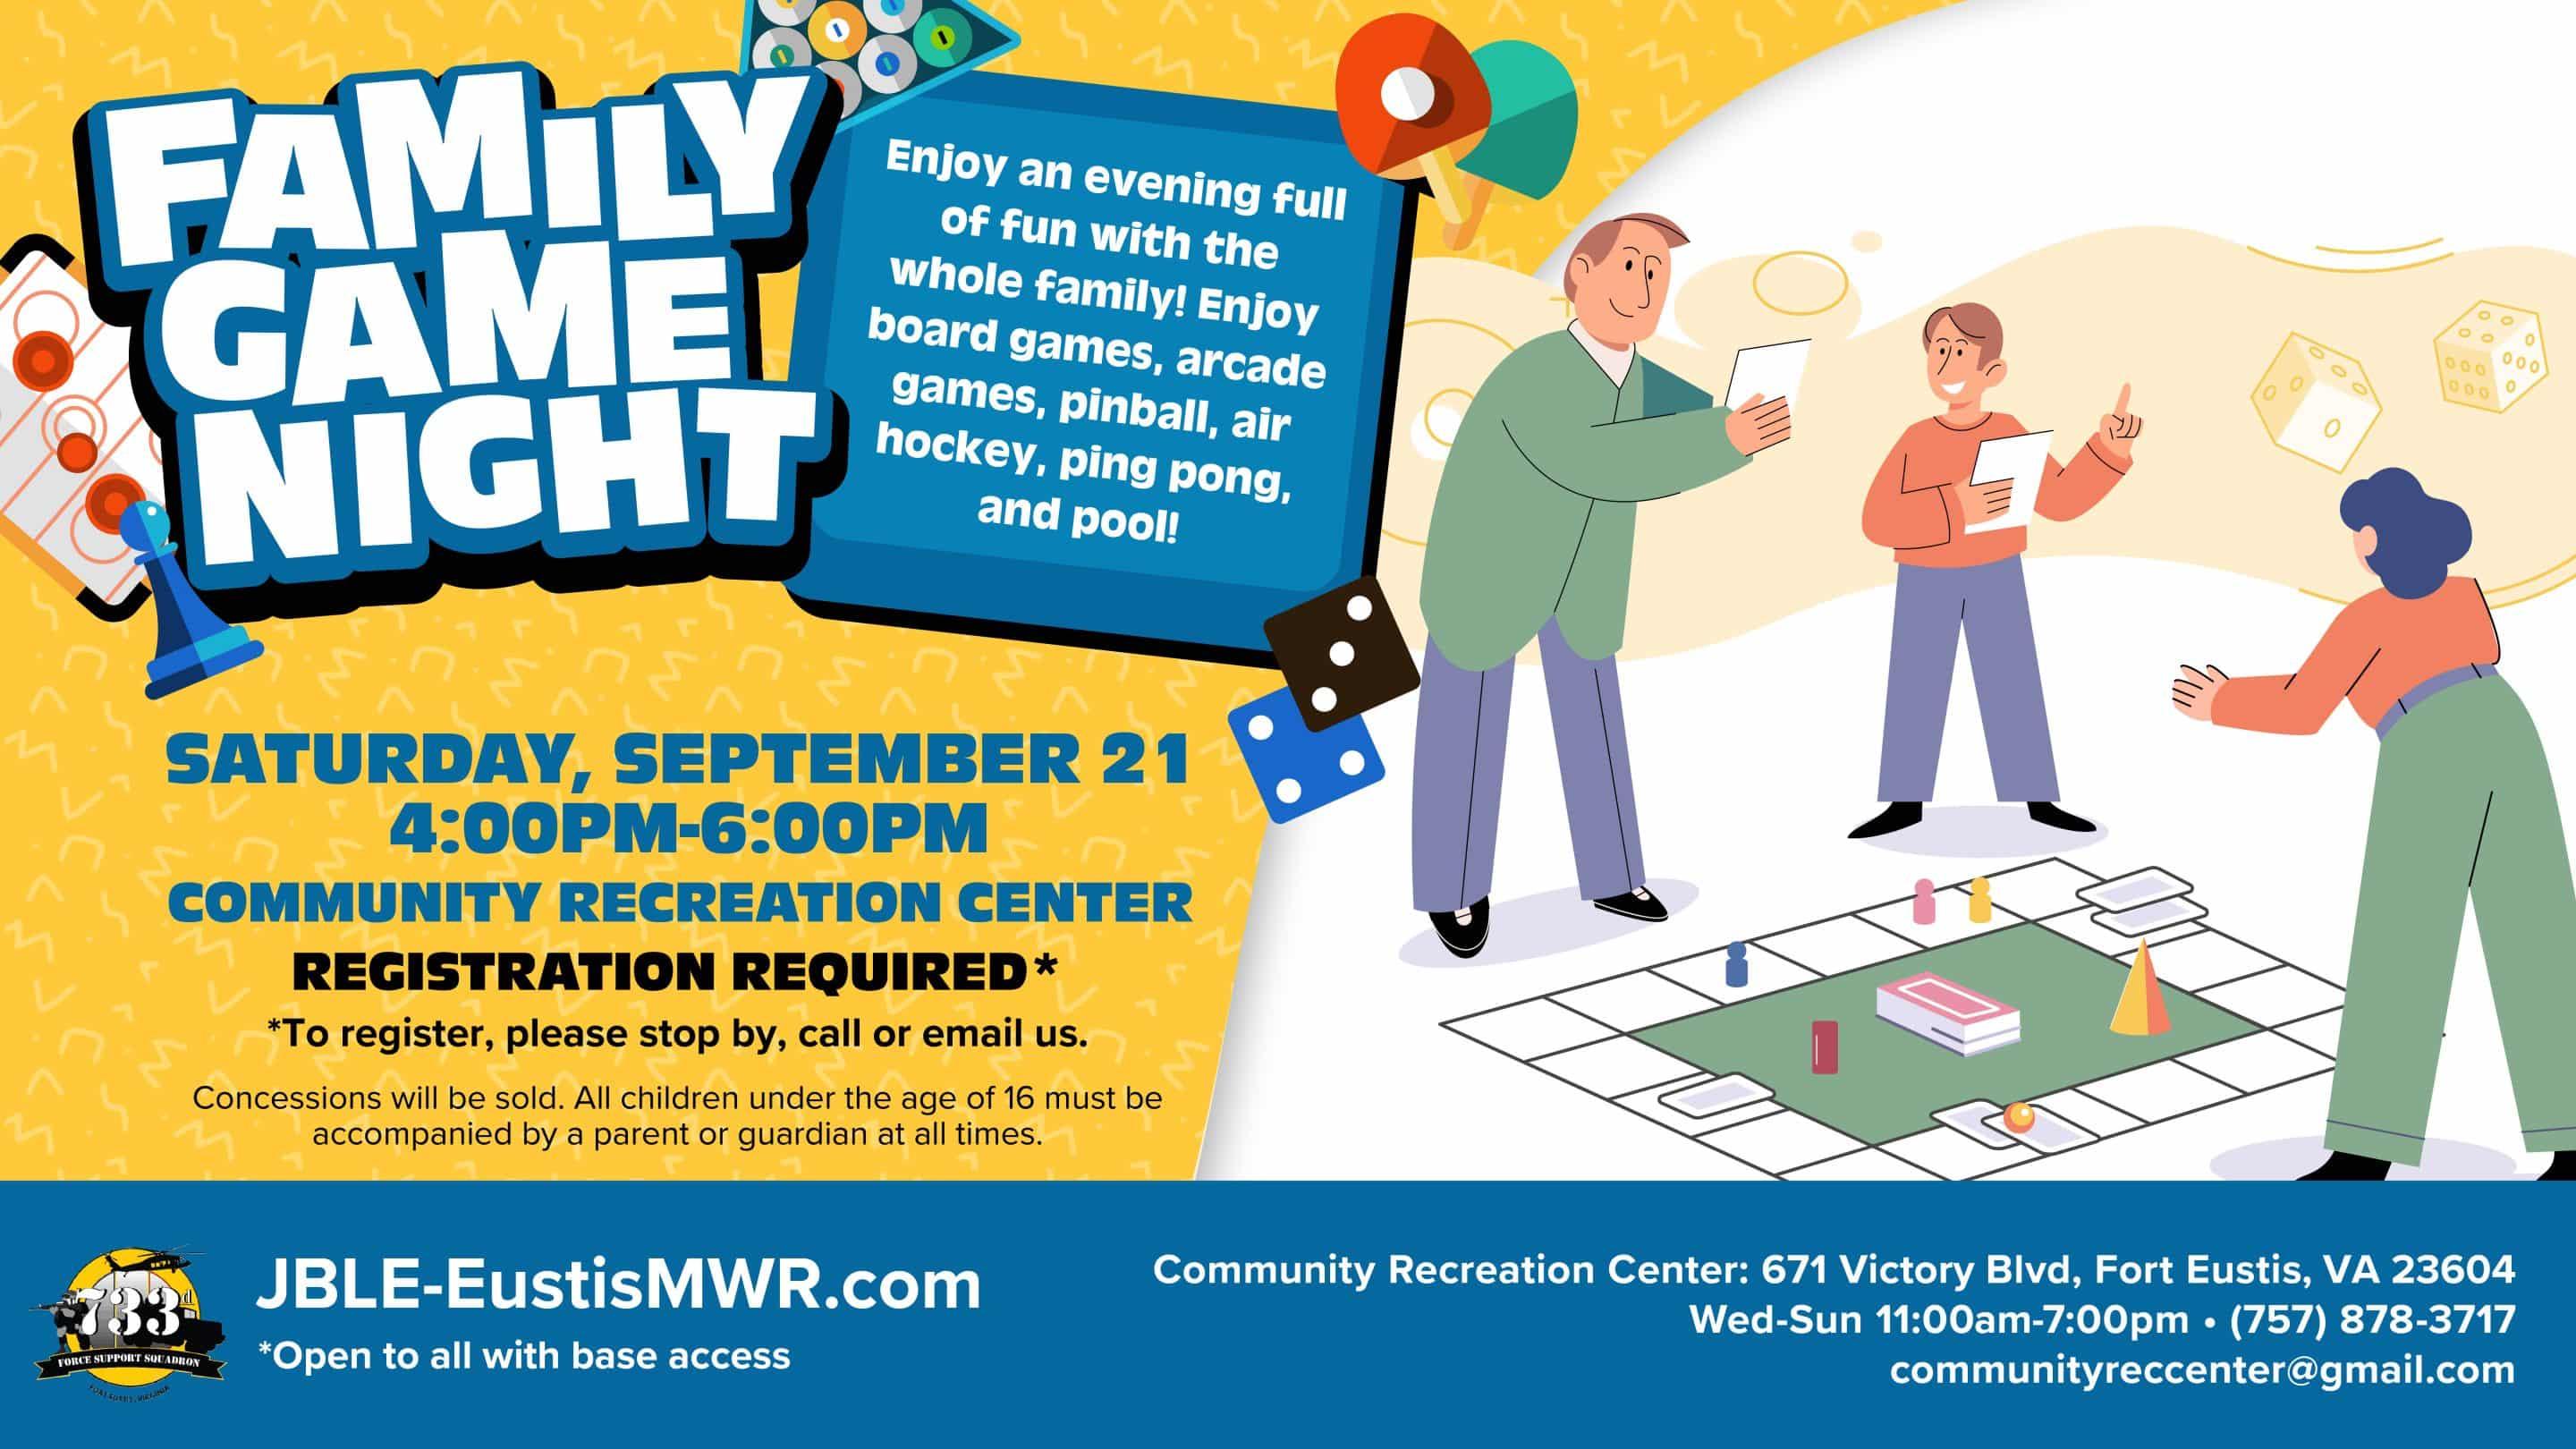 FAMILY
GAME
NIGHT
Enjoy an evening full
of fun with the
whole family! Enjoy
board games, arcade
games, pinball, air
hockey, ping pong,
and pool!
SATURDAY, SEPTEMBER 21
4:00PM-6:00PM
COMMUNITY RECREATION CENTER
REGISTRATION REQUIRED*
*To register, please stop by, call or email us.
Concessions will be sold. All children under the age of 16 must be
accompanied by a parent or guardian at all times.
733d
FORCE SUPPORT SQUADRON
FORT EUSTIS, VIRGINIA
JBLE-EustisMWR.com
*Open to all with base access
Community Recreation Center: 671 Victory Blvd, Fort Eustis, VA 23604
Wed-Sun 11:00am-7:00pm • (757) 878-3717
communityreccenter@gmail.com